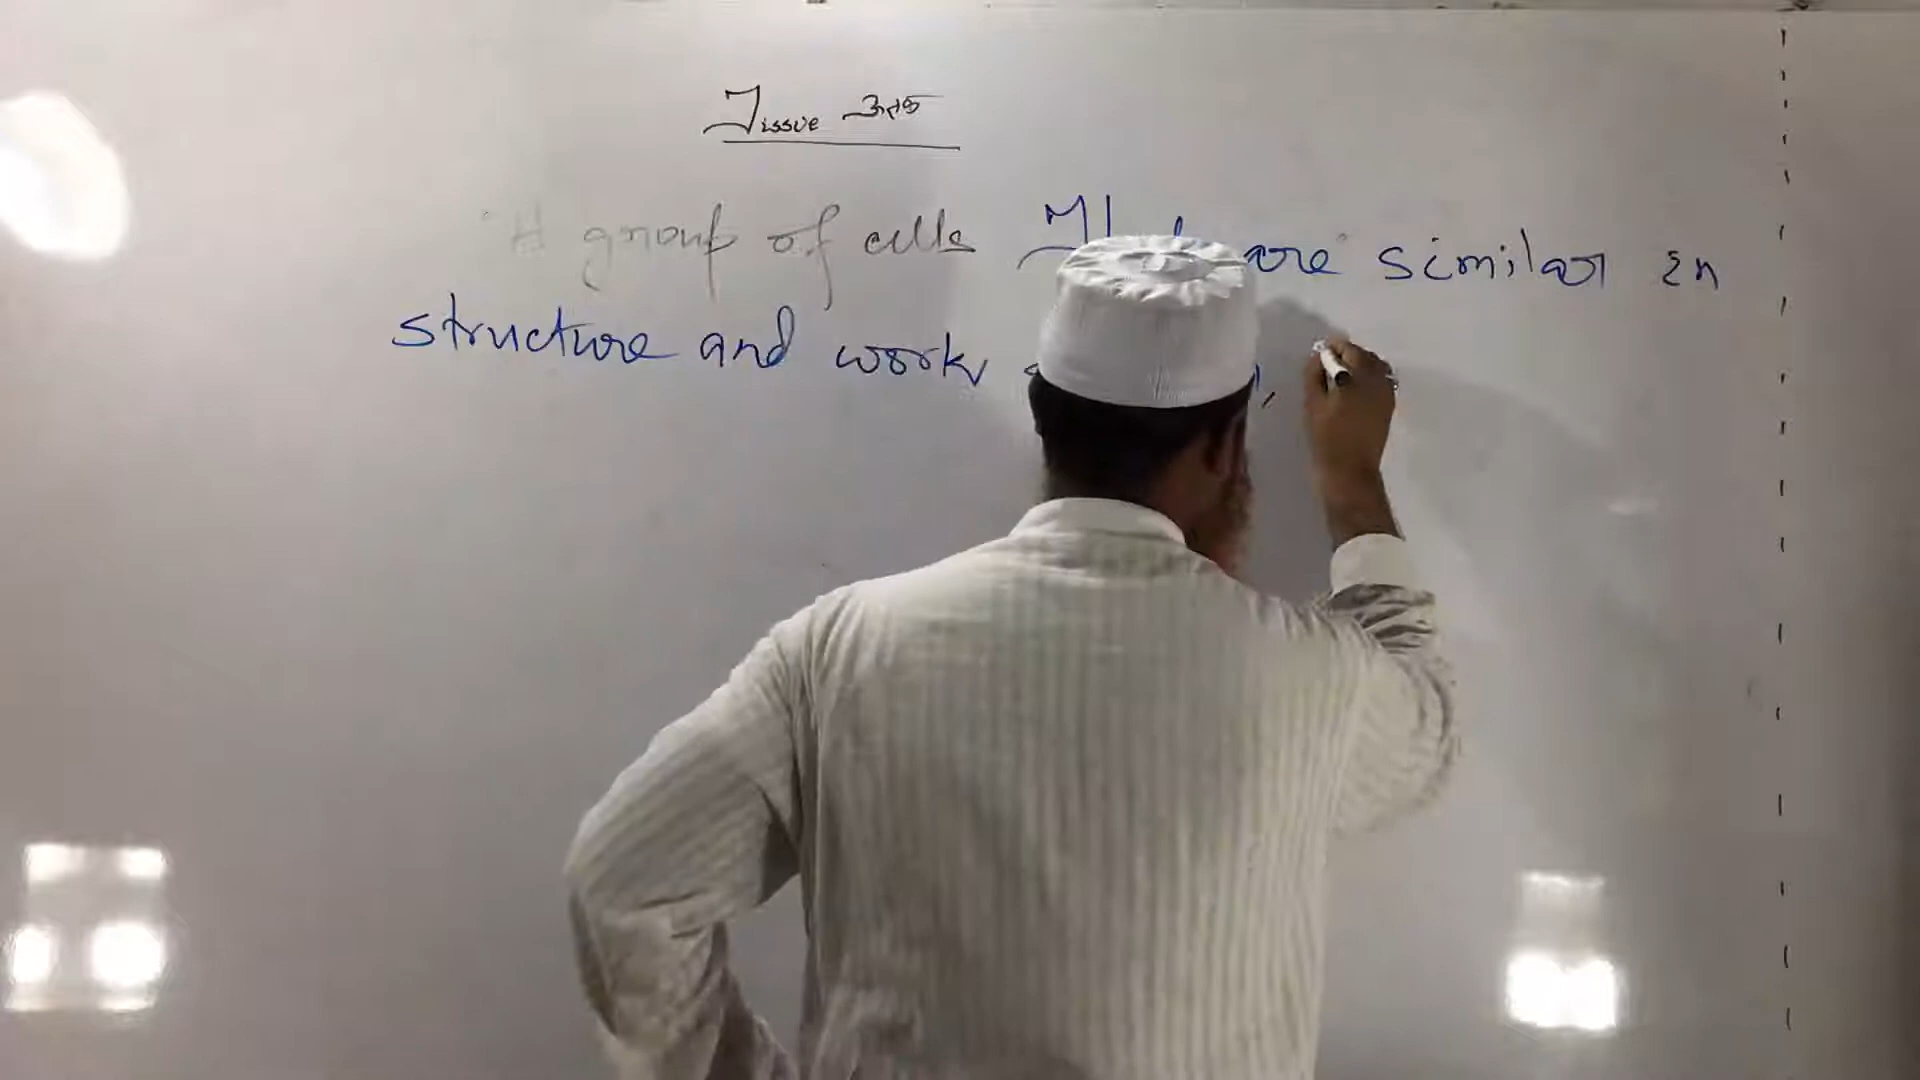 Tissue ऊतक
A group of cells are similar in
structure and work